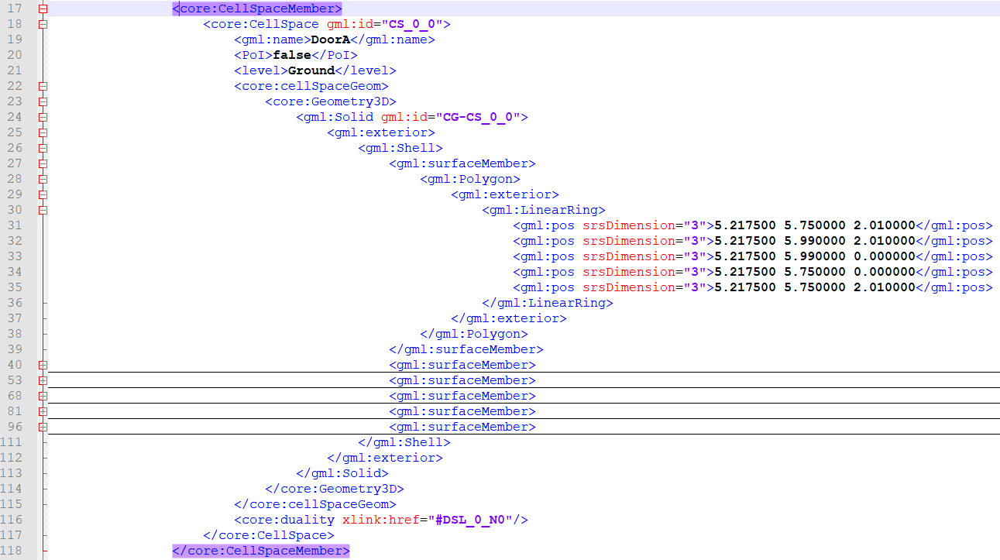 17 <core:CellSpaceMember>
18 <core:CellSpace gml:id="CS_0_0">
19 <gml:name>DoorA</gml:name>
20 <PoI>false</PoI>
21 <level>Ground</level>
22 <core:cellSpaceGeom>
23 <core:Geometry3D>
24 <gml:Solid gml:id="CG-CS_0_0">
25 <gml:exterior>
26 <gml:Shell>
27 <gml:surfaceMember>
28 <gml:Polygon>
29 <gml:exterior>
30 <gml:LinearRing>
31 <gml:pos srsDimension="3">5.217500 5.750000 2.010000</gml:pos>
32 <gml:pos srsDimension="3">5.217500 5.990000 2.010000</gml:pos>
33 <gml:pos srsDimension="3">5.217500 5.990000 0.000000</gml:pos>
34 <gml:pos srsDimension="3">5.217500 5.750000 0.000000</gml:pos>
35 <gml:pos srsDimension="3">5.217500 5.750000 2.010000</gml:pos>
36 </gml:LinearRing>
37 </gml:exterior>
38 </gml:Polygon>
39 </gml:surfaceMember>
40 <gml:surfaceMember>
53 <gml:surfaceMember>
68 <gml:surfaceMember>
81 <gml:surfaceMember>
96 <gml:surfaceMember>
111 </gml:Shell>
112 </gml:exterior>
113 </gml:Solid>
114 </core:Geometry3D>
115 </core:cellSpaceGeom>
116 <core:duality xlink:href="#DSL_0_N0"/>
117 </core:CellSpace>
118 </core:CellSpaceMember>